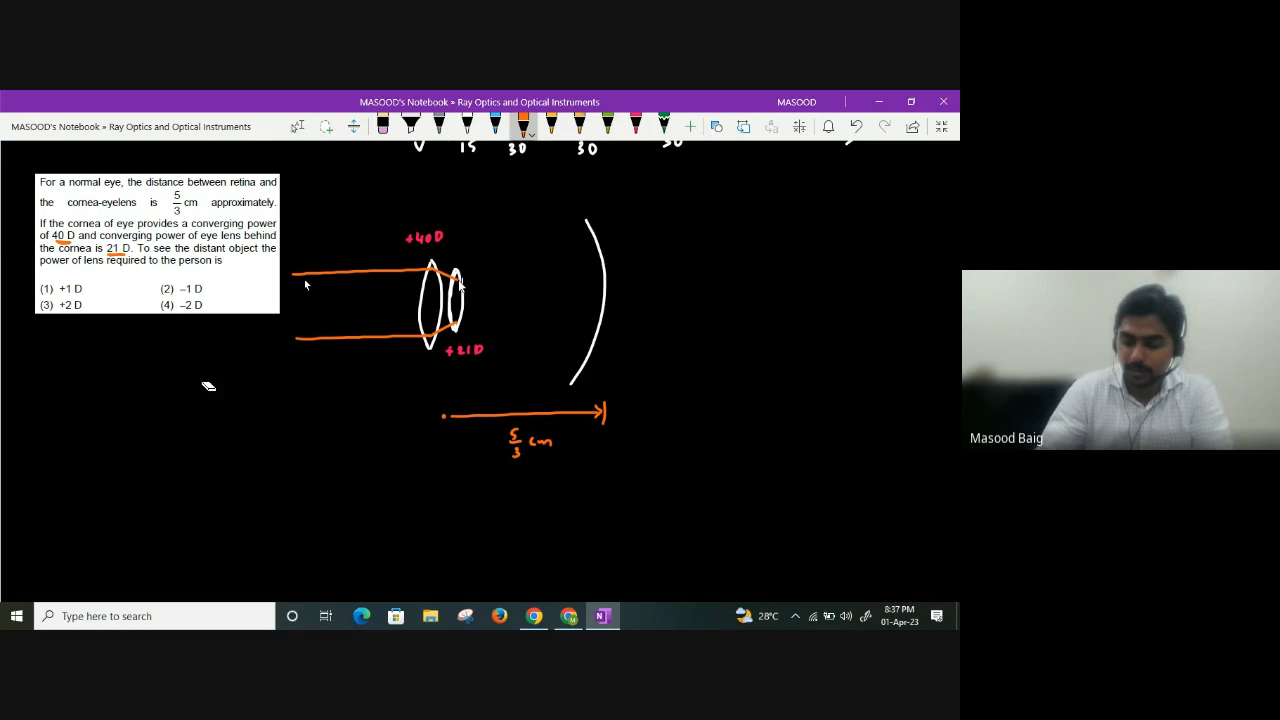 MASOOD's Notebook » Ray Optics and Optical Instruments
MASOOD
MASOOD's Notebook » Ray Optics and Optical Instruments
15 30 30 30
For a normal eye, the distance between retina and
the cornea-eyelens is 5/3 cm approximately.
If the cornea of eye provides a converging power
of 40 D and converging power of eye lens behind
the cornea is 21 D. To see the distant object the
power of lens required to the person is
(1) +1 D (2) –1 D
(3) +2 D (4) –2 D
+40 D
+21D
5/3 cm
Masood Baig
Type here to search
28°C
8:37 PM
01-Apr-23